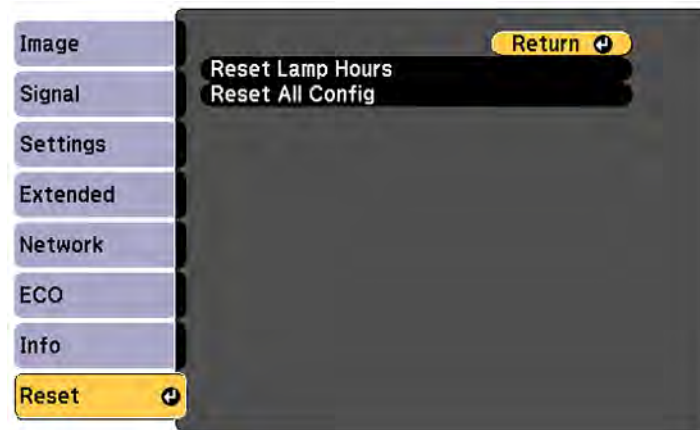 Image
Signal
Settings
Extended
Network
ECO
Info
Reset
Return
Reset Lamp Hours
Reset All Config